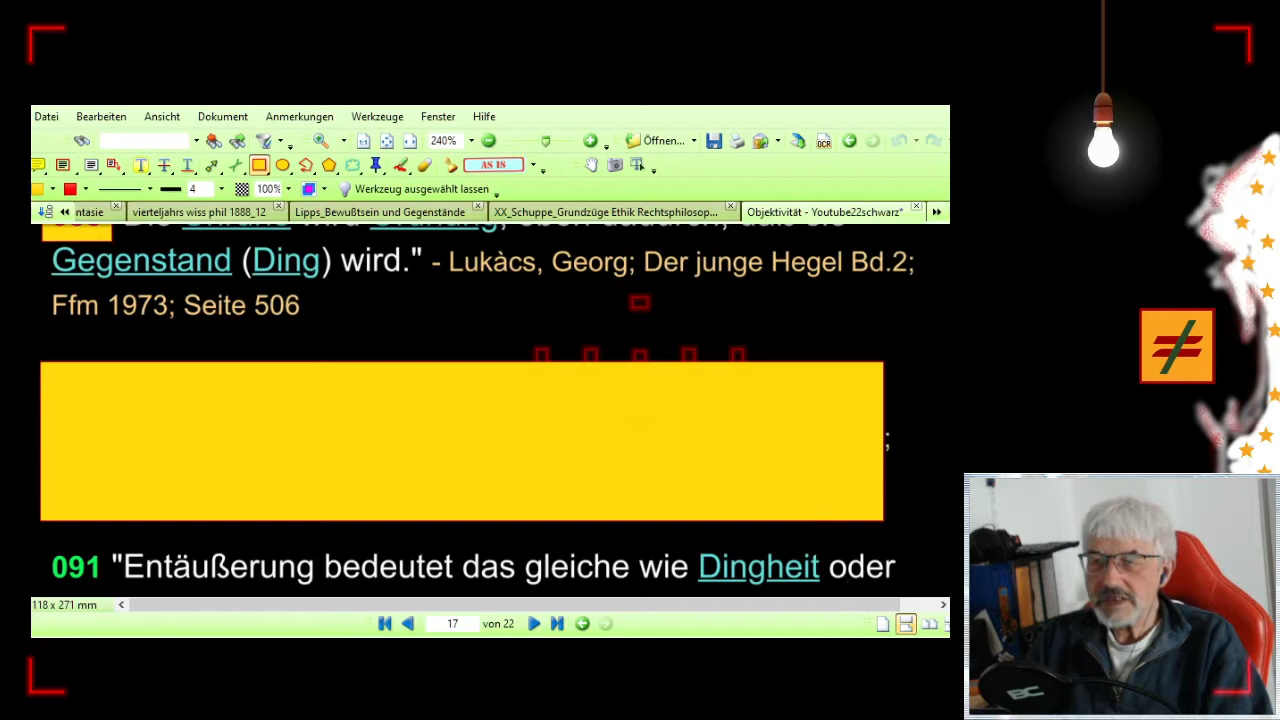 Datei Bearbeiten Ansicht Dokument Anmerkungen Werkzeuge Fenster Hilfe
240% Öffnen... OCR
AS IS
4 100% Werkzeug ausgewählt lassen
ntasie vierteljahrs wiss phil 1888_12 Lipps_Bewußtsein und Gegenstände XX_Schuppe_Grundzüge Ethik Rechtsphilosop... Objektivität - Youtube22schwarz*
Gegenstand (Ding) wird." - Lukàcs, Georg; Der junge Hegel Bd.2;
Ffm 1973; Seite 506
;
091 "Entäußerung bedeutet das gleiche wie Dingheit oder
118 x 271 mm
17 von 22
≠
BC